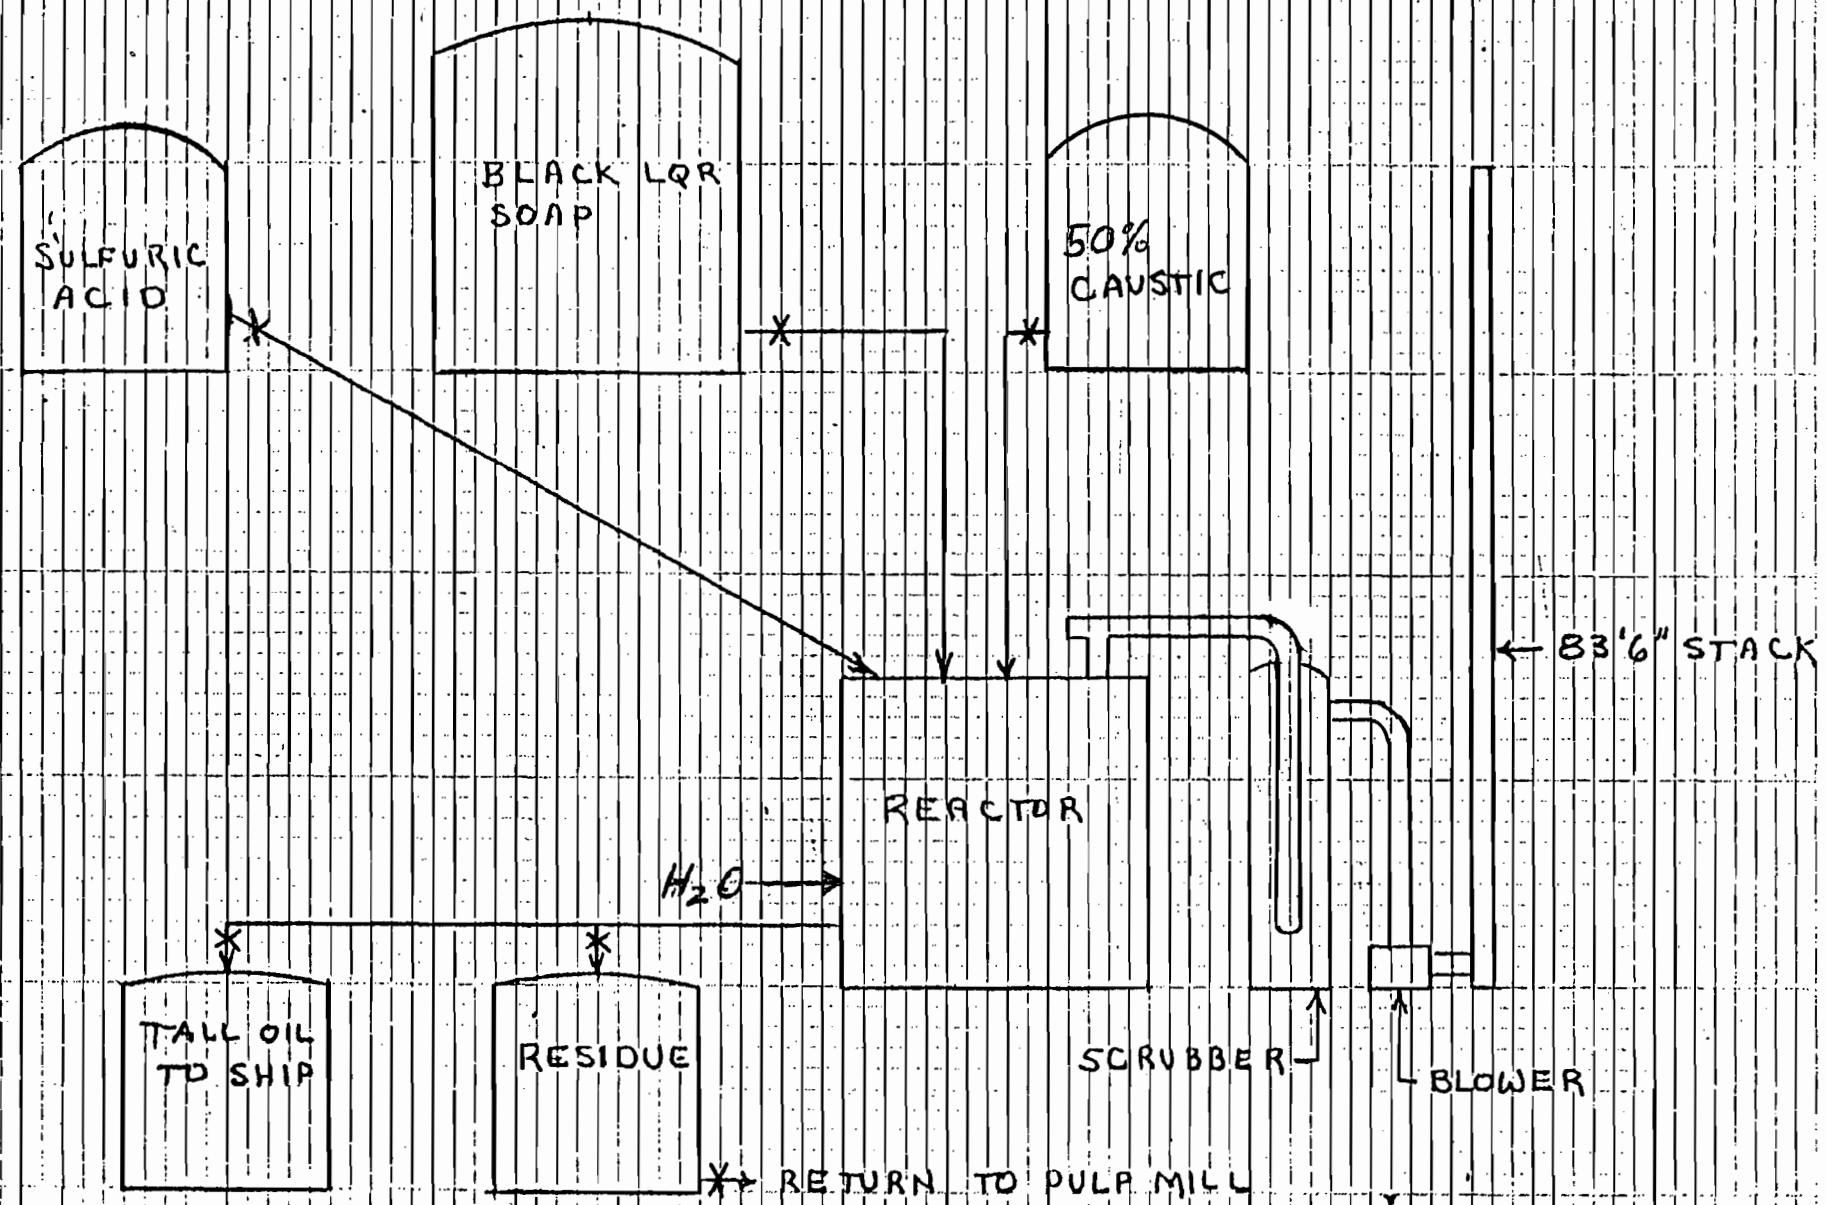 BLACK LQR
SOAP
SULFURIC
ACID
50%
CAUSTIC
83'6" STACK
REACTOR
H2O
TALL OIL
TO SHIP
RESIDUE
SCRUBBER
BLOWER
RETURN TO PULP MILL